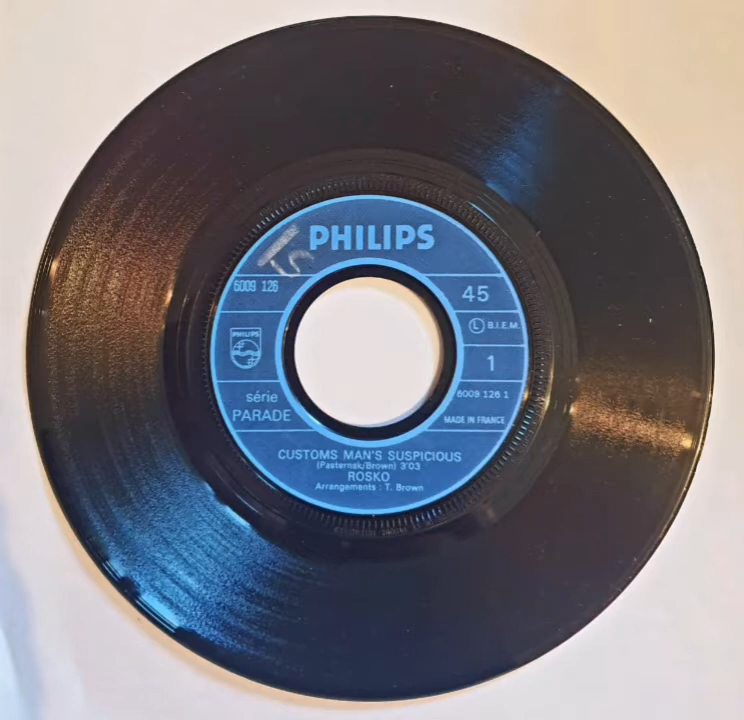 PHILIPS
TS
6009 126
45
PHILIPS
Ⓛ B.I.E.M.
1
série
PARADE
6009 126 1
MADE IN FRANCE
CUSTOMS MAN'S SUSPICIOUS
(Pasternak/Brown) 3'03
ROSKO
Arrangements : T. Brown